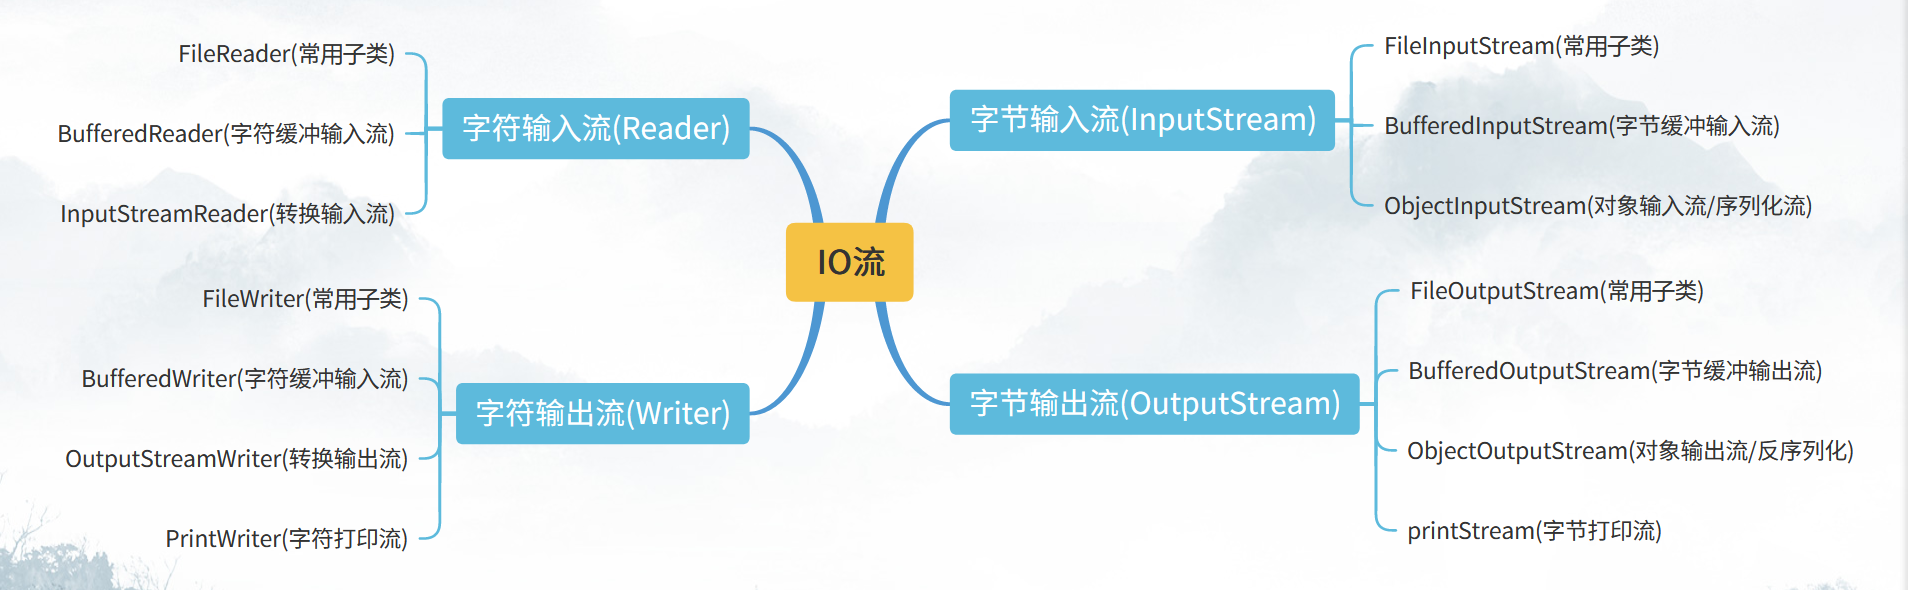 IO流
字符输入流(Reader)
FileReader(常用子类)
BufferedReader(字符缓冲输入流)
InputStreamReader(转换输入流)
字符输出流(Writer)
FileWriter(常用子类)
BufferedWriter(字符缓冲输入流)
OutputStreamWriter(转换输出流)
PrintWriter(字符打印流)
字节输入流(InputStream)
FileInputStream(常用子类)
BufferedInputStream(字节缓冲输入流)
ObjectInputStream(对象输入流/序列化流)
字节输出流(OutputStream)
FileOutputStream(常用子类)
BufferedOutputStream(字节缓冲输出流)
ObjectOutputStream(对象输出流/反序列化)
printStream(字节打印流)